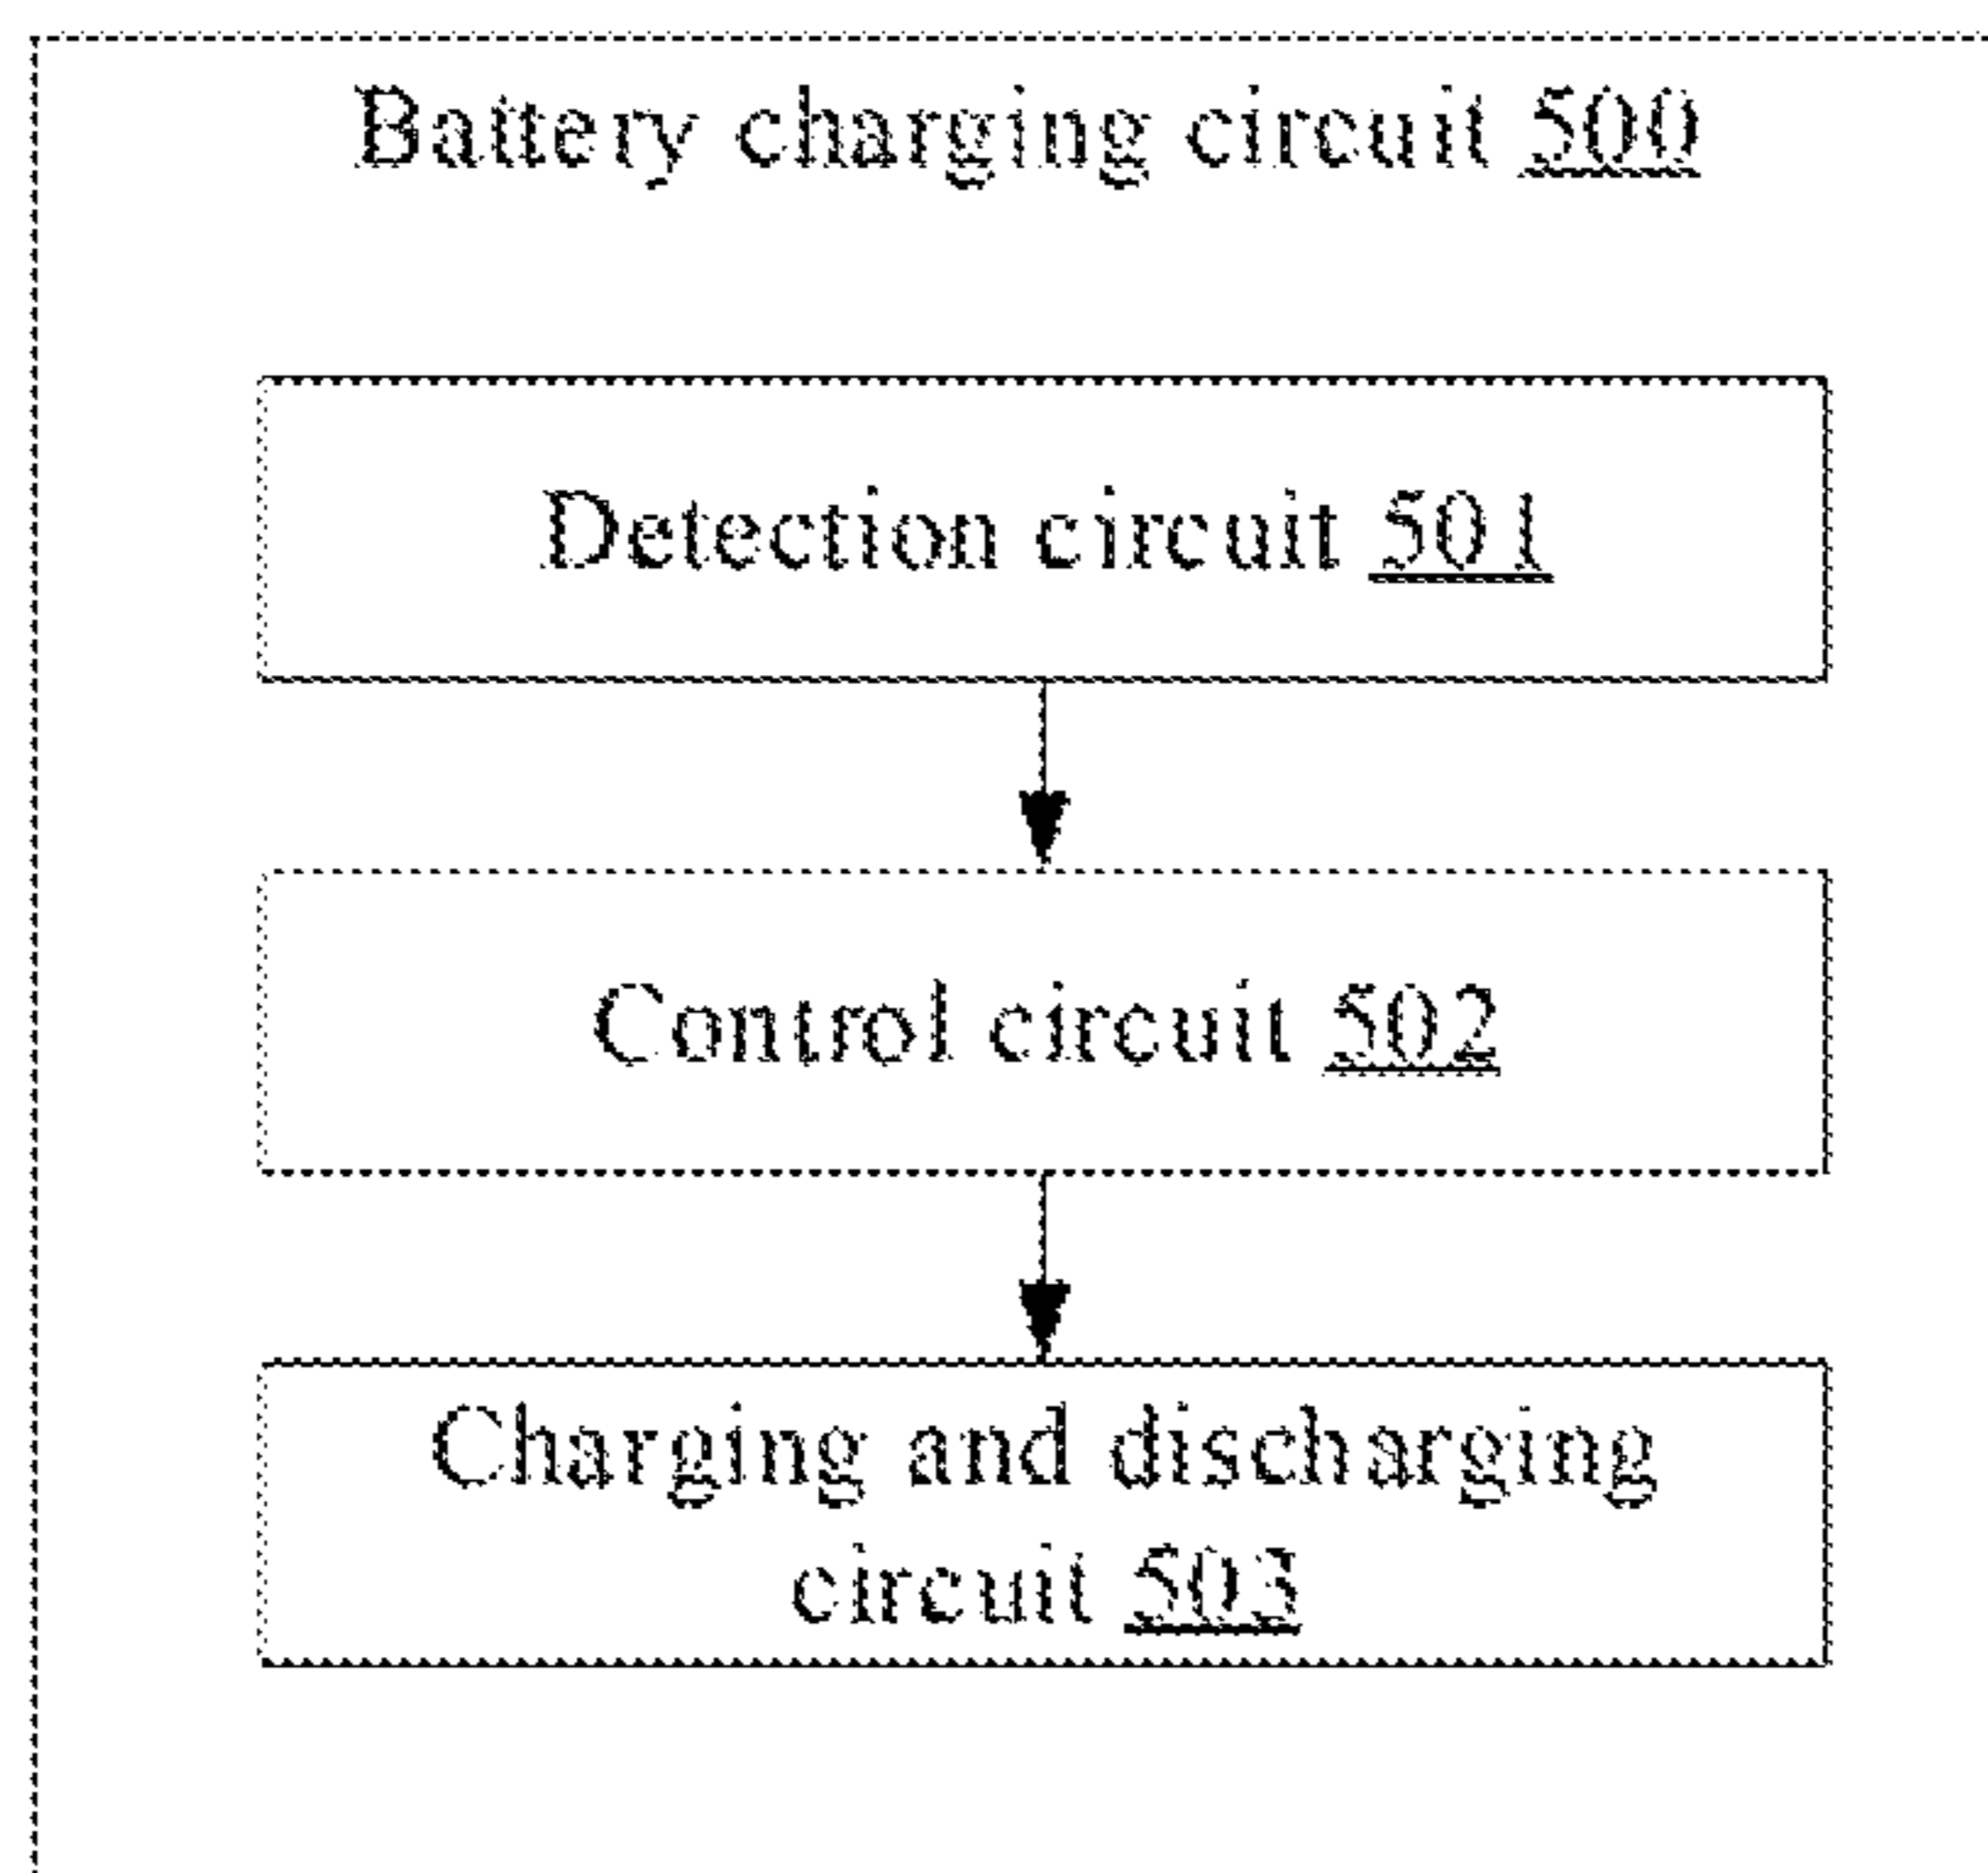 Battery charging circuit 500
Detection circuit 501
Control circuit 502
Charging and discharging
circuit 503